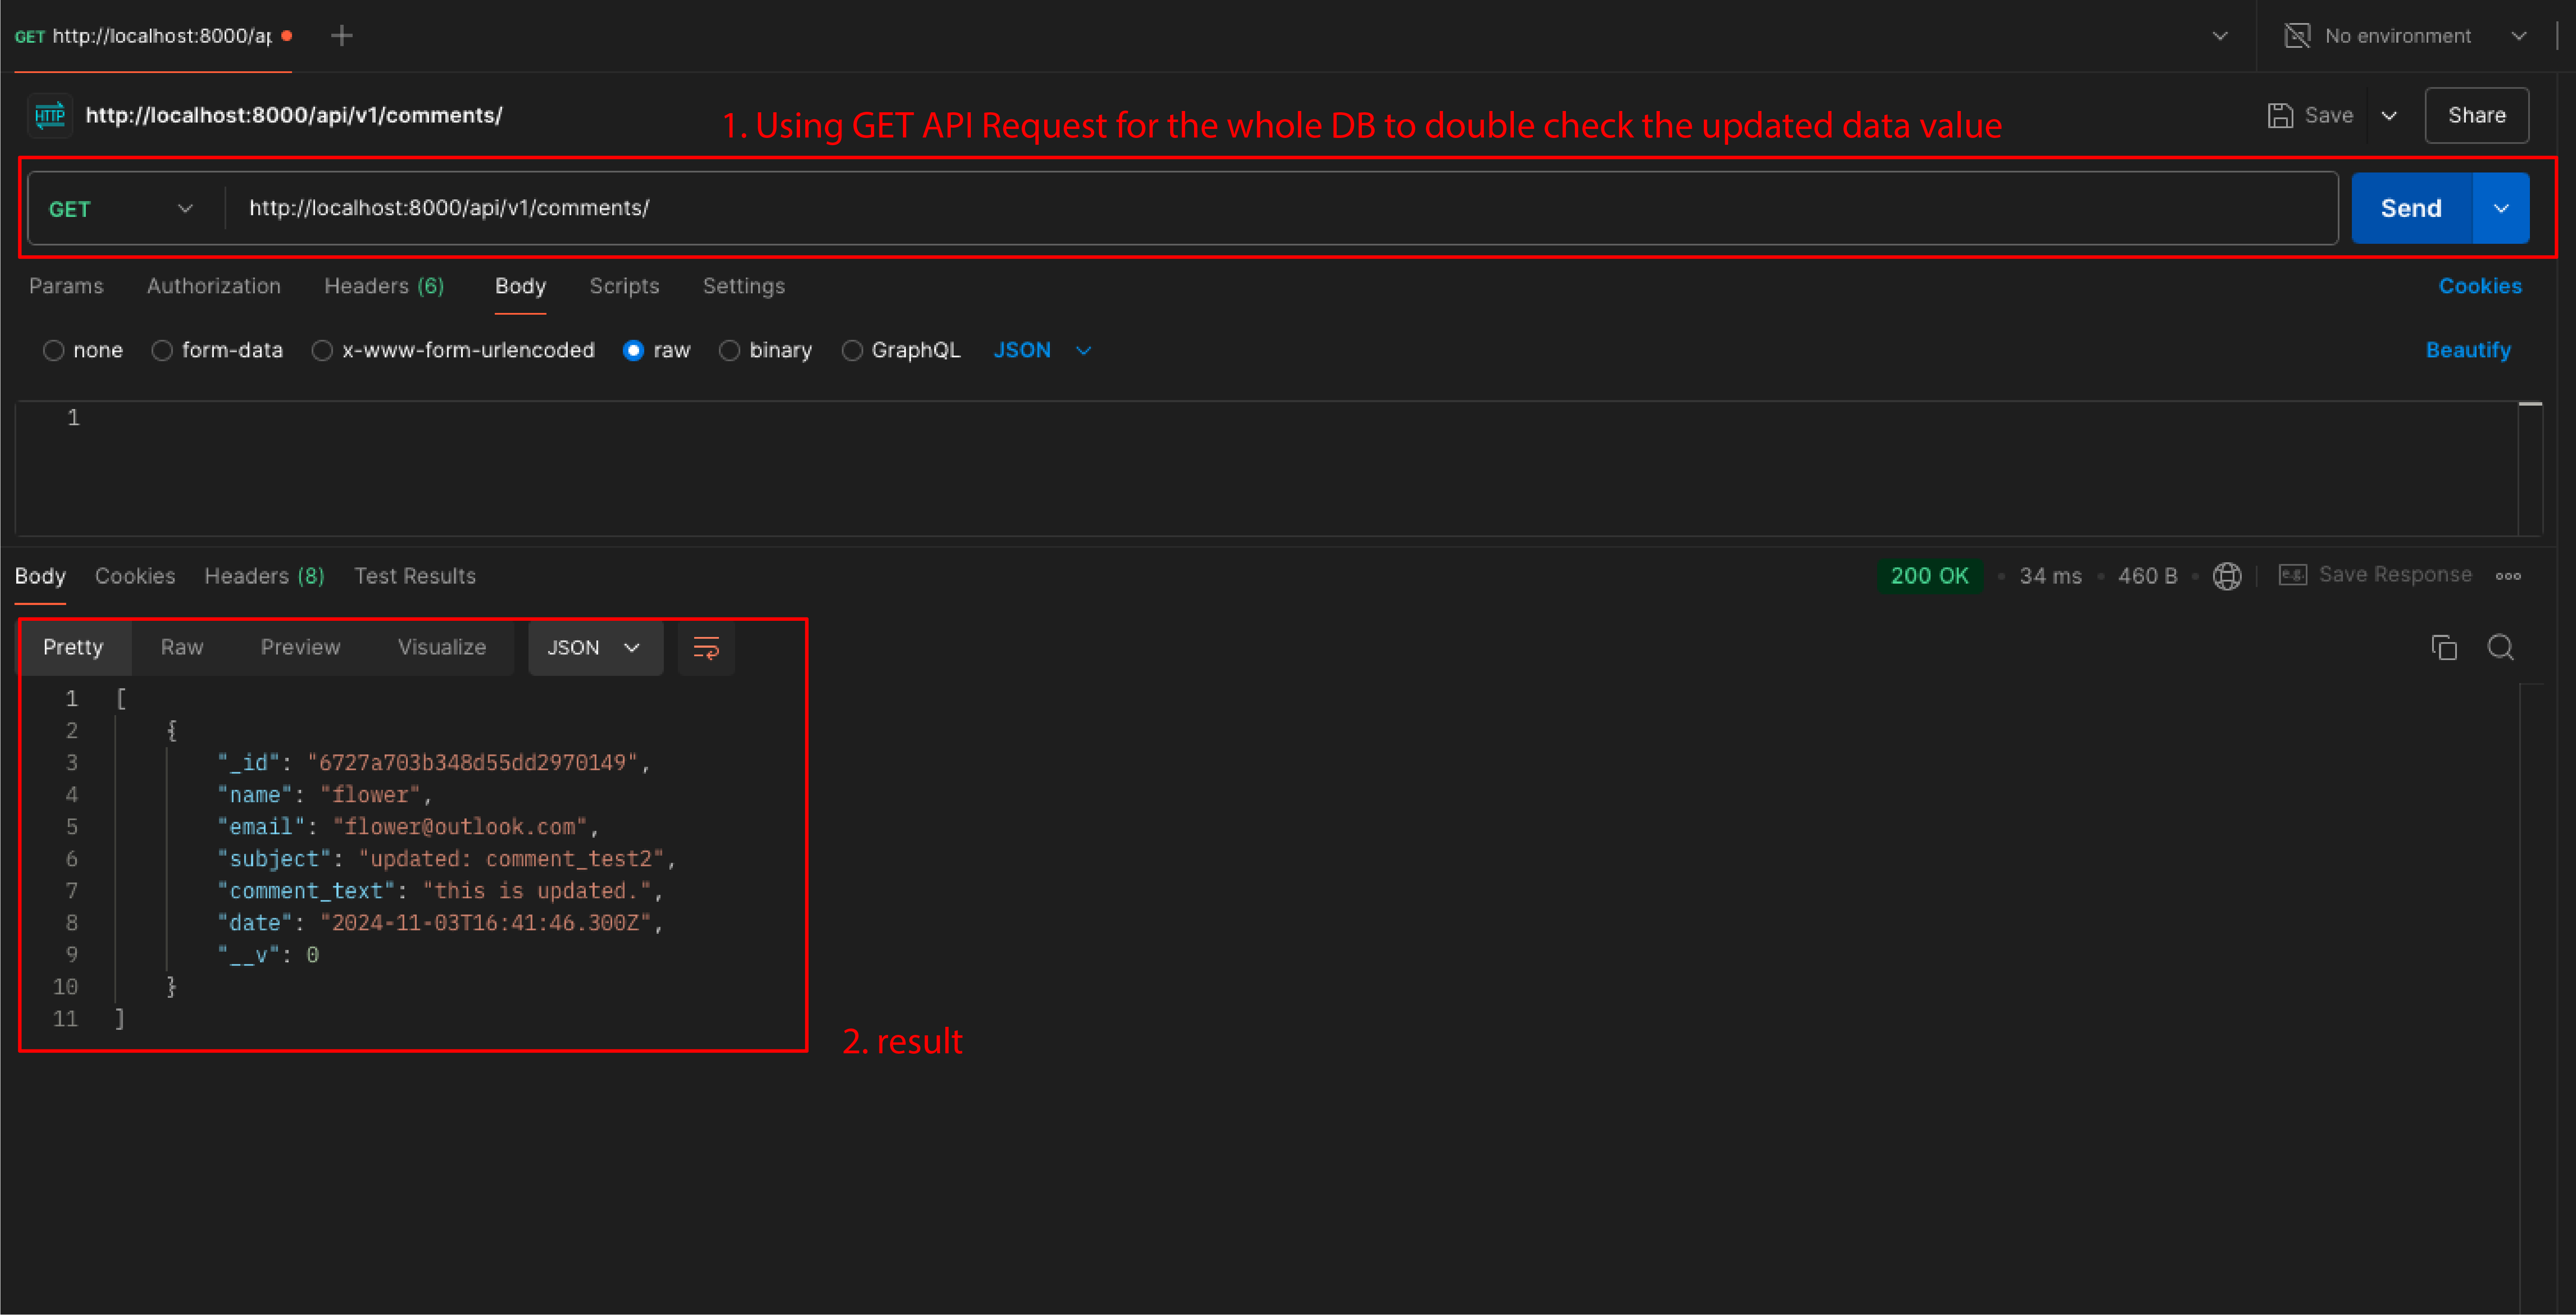 GET http://localhost:8000/ap
No environment
HTTP http://localhost:8000/api/v1/comments/
1. Using GET API Request for the whole DB to double check the updated data value
Save Share
GET http://localhost:8000/api/v1/comments/ Send
Params Authorization Headers (6) Body Scripts Settings Cookies
none form-data x-www-form-urlencoded raw binary GraphQL JSON Beautify
1
Body Cookies Headers (8) Test Results 200 OK 34 ms 460 B e.g. Save Response
Pretty Raw Preview Visualize JSON
1 [
2 {
3 "_id": "6727a703b348d55dd2970149",
4 "name": "flower",
5 "email": "flower@outlook.com",
6 "subject": "updated: comment_test2",
7 "comment_text": "this is updated.",
8 "date": "2024-11-03T16:41:46.300Z",
9 "__v": 0
10 }
11 ]
2. result